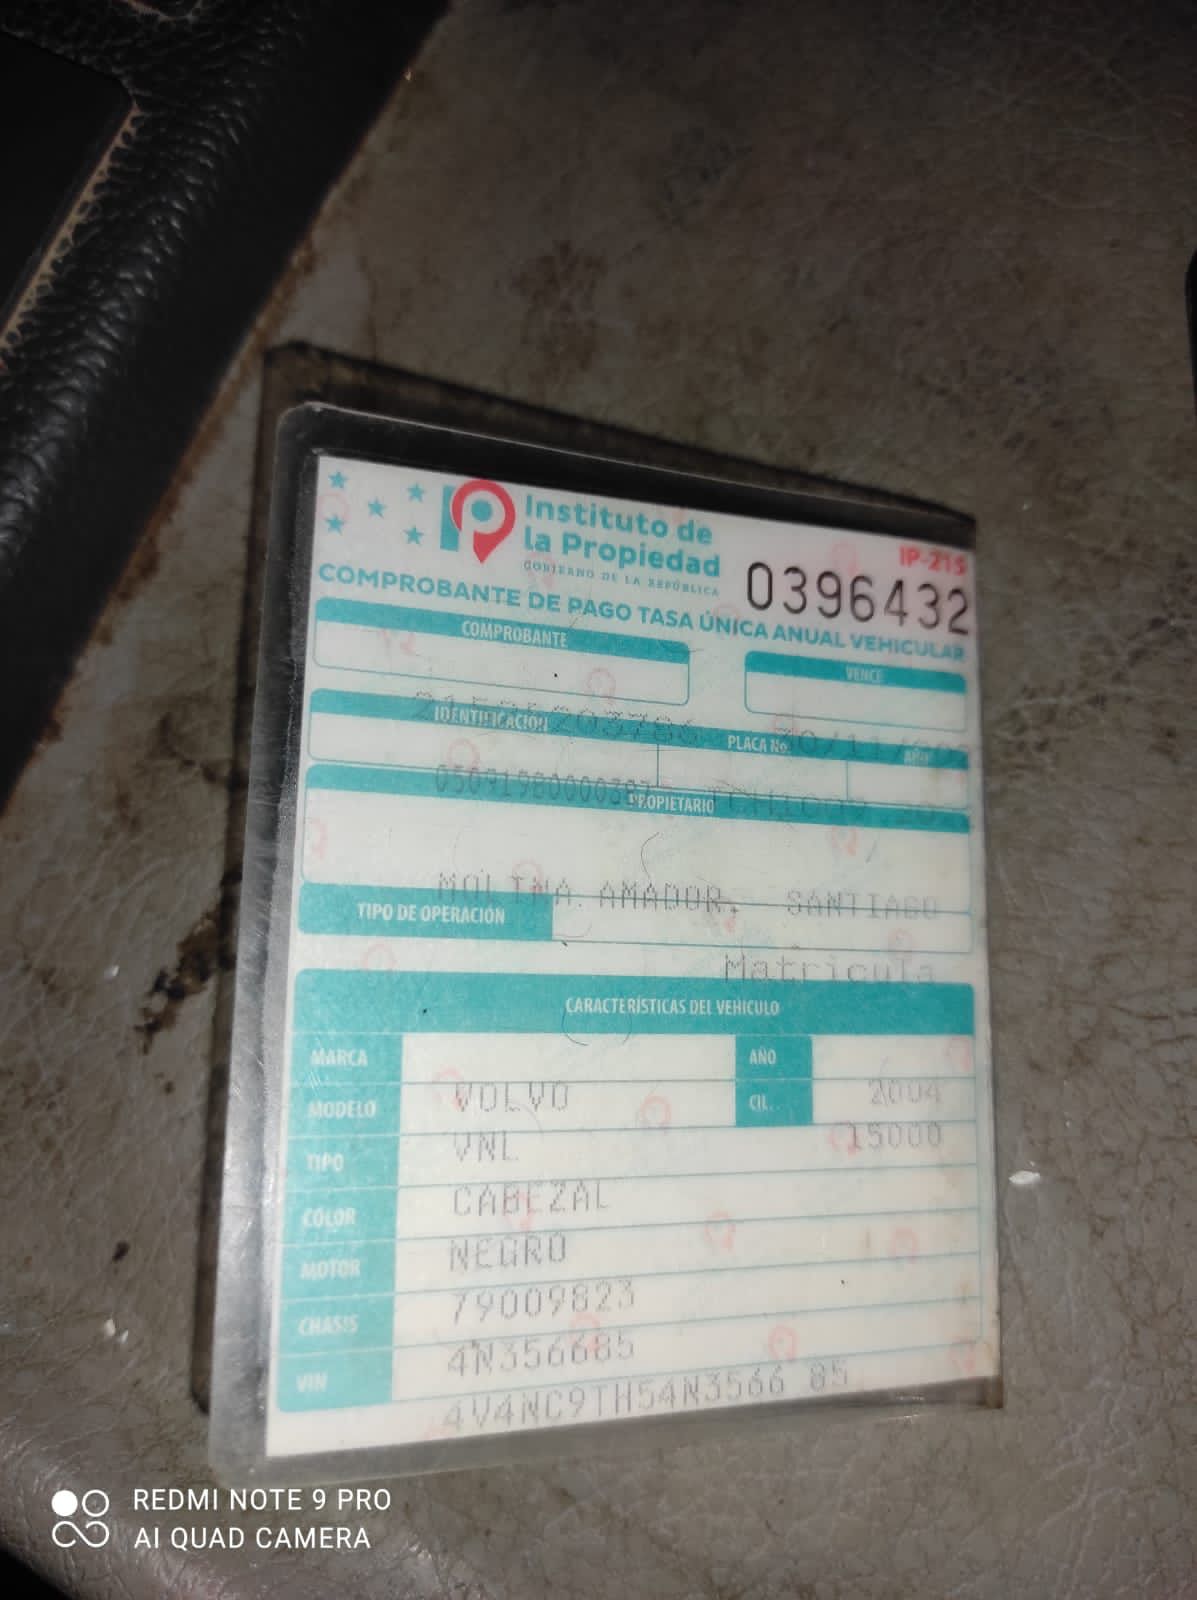 Instituto de
la Propiedad
GOBIERNO DE LA REPÚBLICA
IP-215
0396432
COMPROBANTE DE PAGO TASA ÚNICA ANUAL VEHICULAR
COMPROBANTE
VENCE
IDENTIFICACIÓN
PLACA No.
AÑO
PROPIETARIO
MOLINA AMADOR, SANTIAGO
TIPO DE OPERACIÓN
Matricula
CARACTERÍSTICAS DEL VEHICULO
MARCA VOLVO AÑO 2004
MODELO VNL CIL. 15000
TIPO CABEZAL
COLOR NEGRO
MOTOR 79009823
CHASIS 4N356685
VIN 4V4NC9TH54N3566 85
REDMI NOTE 9 PRO
AI QUAD CAMERA